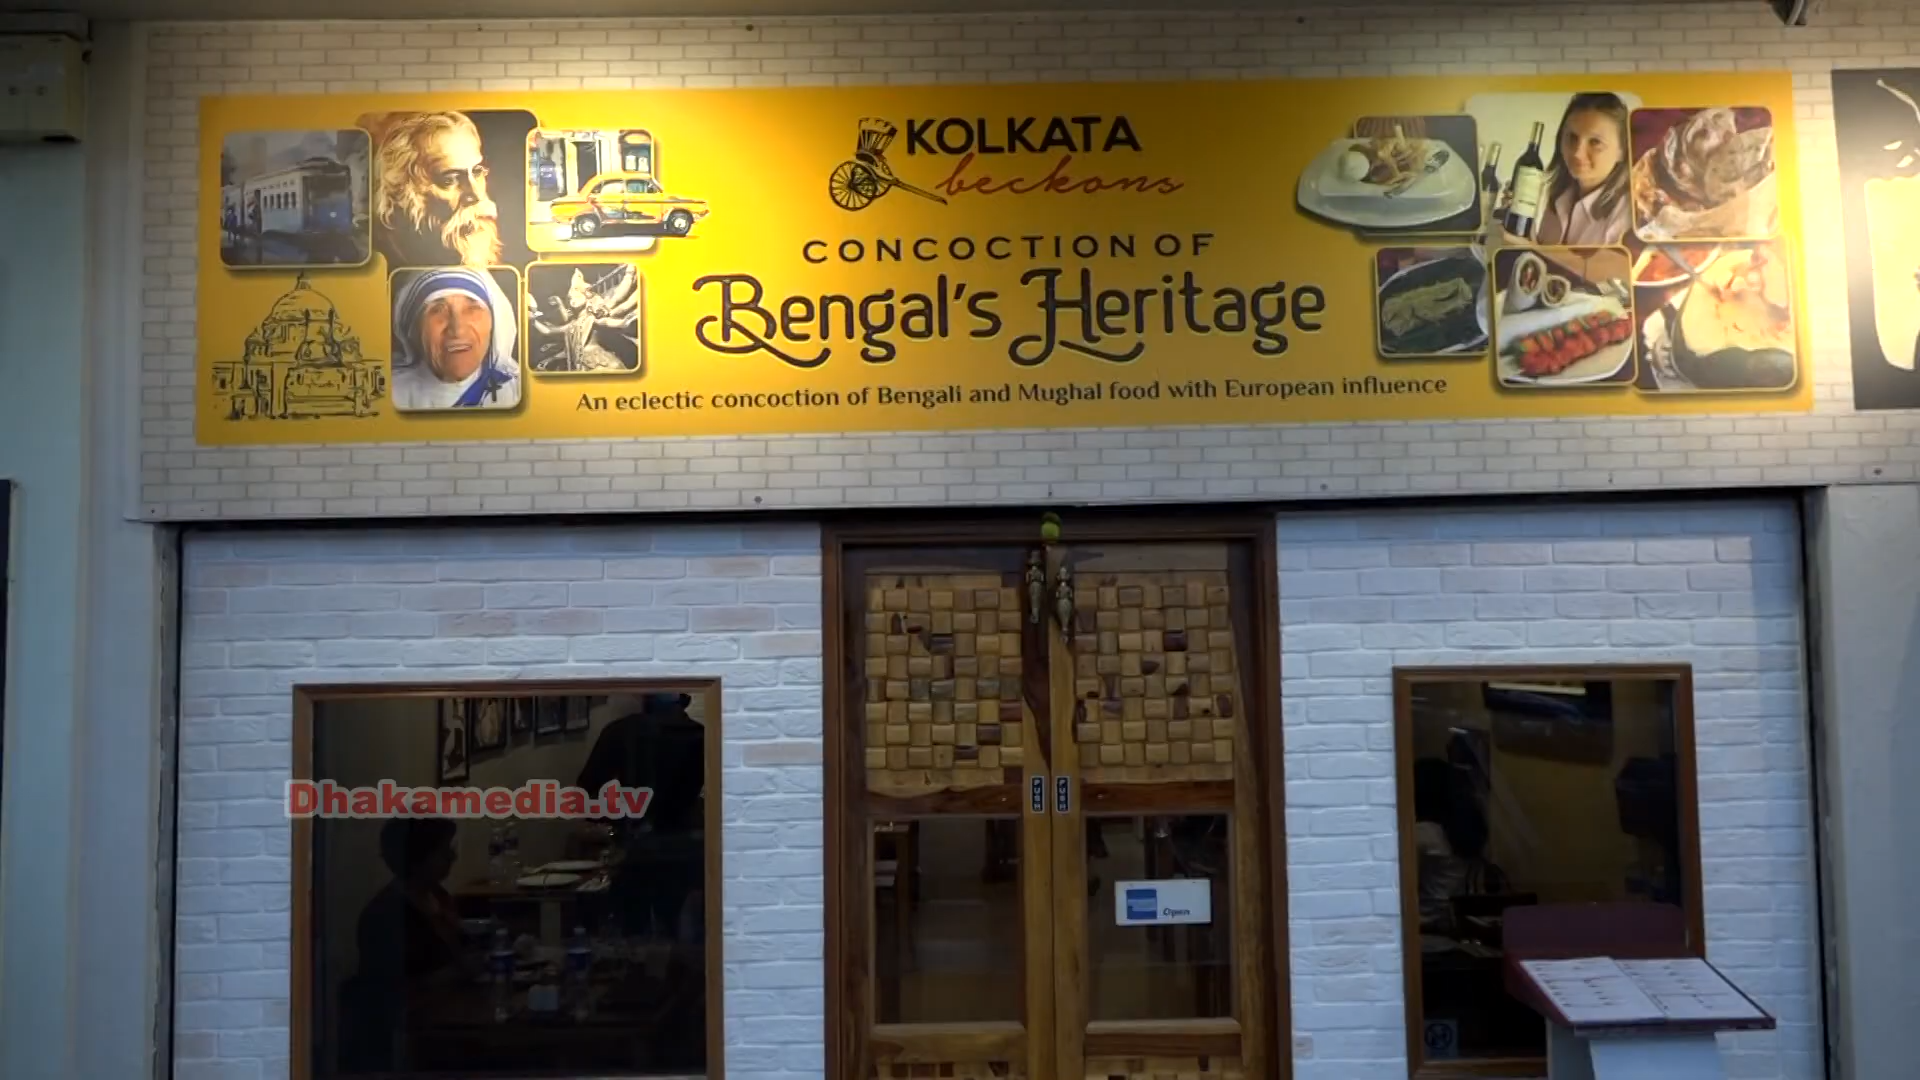 KOLKATA
beckons
CONCOCTION OF
Bengal's Heritage
An eclectic concoction of Bengali and Mughal food with European influence
Dhakamedia.tv
PUSH
PUSH
Open